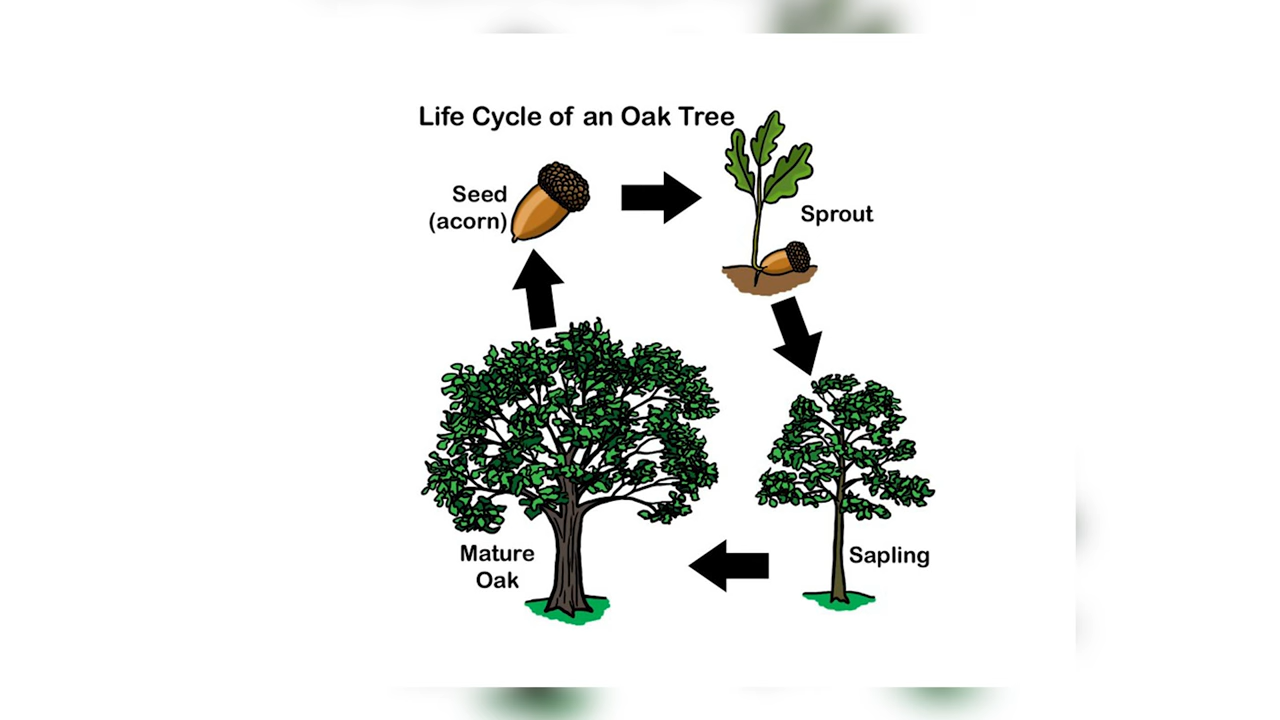 Life Cycle of an Oak Tree
Seed
(acorn)
Sprout
Sapling
Mature
Oak